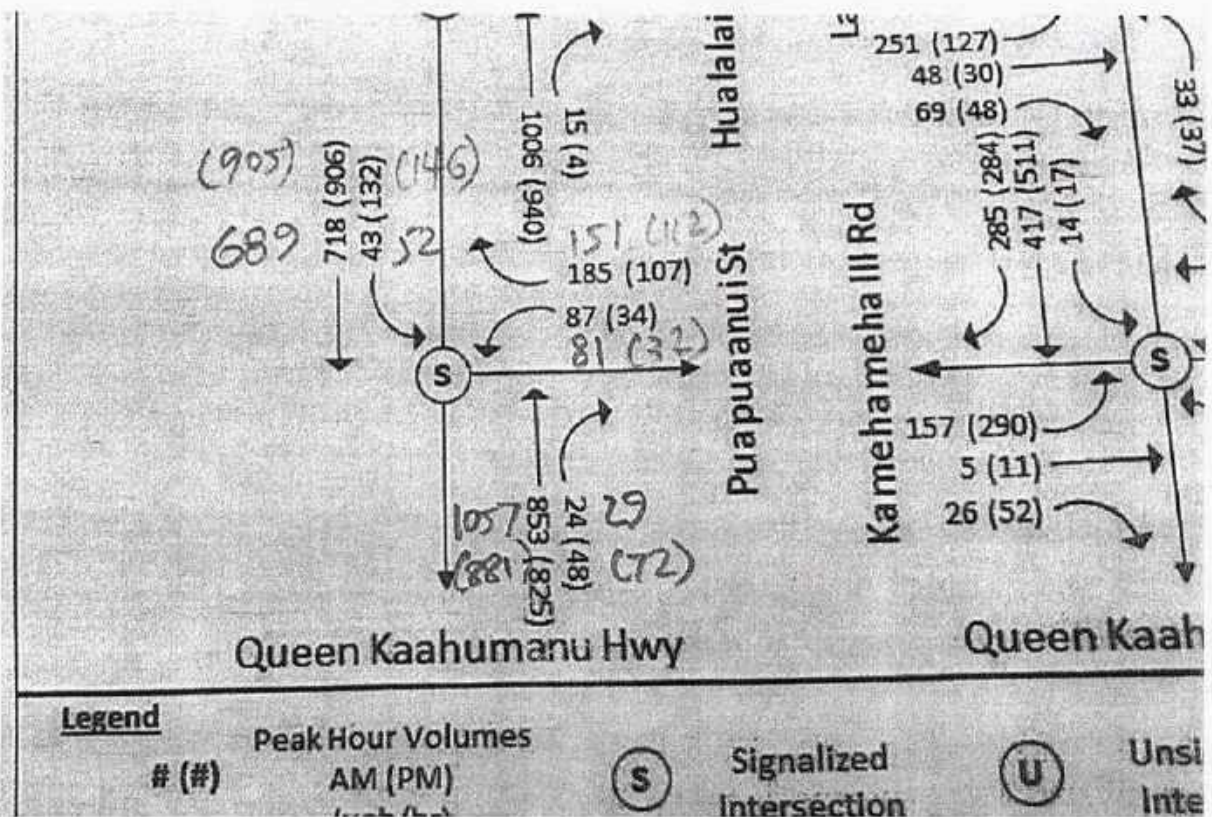 Hualalai
251 (127)
48 (30)
69 (48)
33 (37)
15 (4)
1006 (940)
(905)
718 (906)
43 (132)
(146)
689
52
151 (112)
185 (107)
87 (34)
81 (32)
Puapuaanui St
285 (284)
417 (511)
14 (17)
Kamehameha III Rd
S
S
157 (290)
5 (11)
26 (52)
1057
853 (825)
24 (48)
29
(881)
(72)
Queen Kaahumanu Hwy
Queen Kaah
Legend
Peak Hour Volumes
# (#)
AM (PM)
S
Signalized
Intersection
U
Unsi
Inte